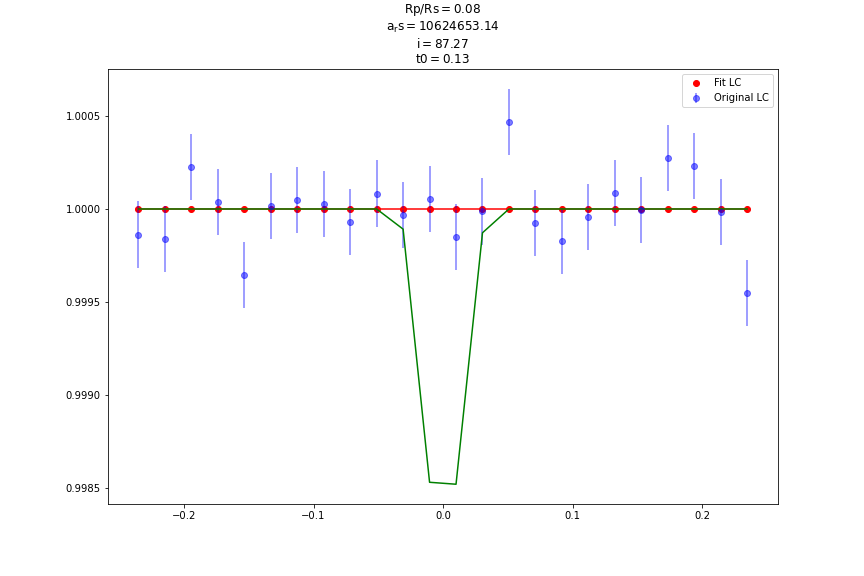 Rp/Rs = 0.08
aᵣs = 10624653.14
i = 87.27
t0 = 0.13
Fit LC
Original LC
1.0005
1.0000
0.9995
0.9990
0.9985
−0.2 −0.1 0.0 0.1 0.2